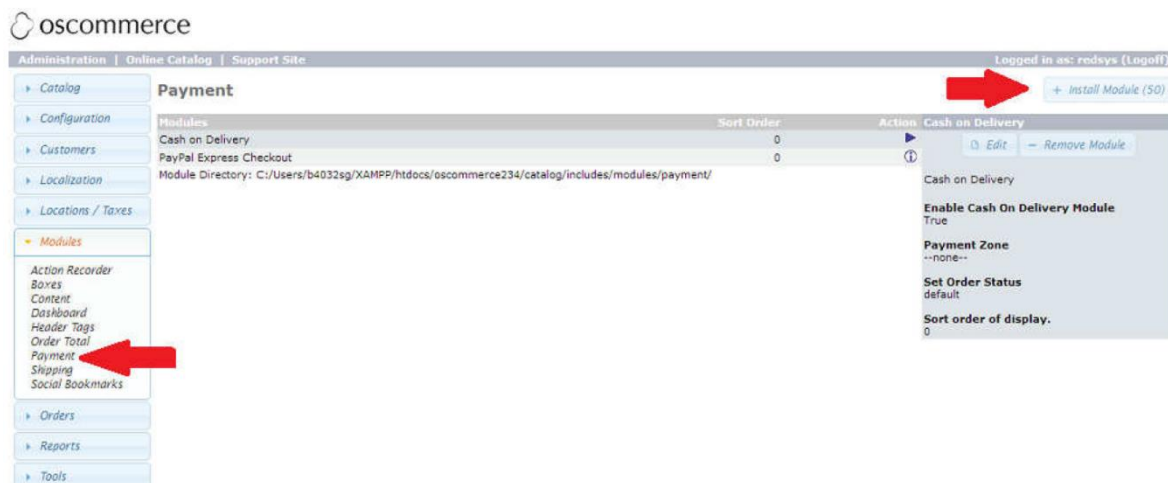 oscommerce
Administration | Online Catalog | Support Site
Logged in as: redsys (Logoff)
Catalog
Configuration
Customers
Localization
Locations / Taxes
Modules
Action Recorder
Boxes
Content
Dashboard
Header Tags
Order Total
Payment
Shipping
Social Bookmarks
Orders
Reports
Tools
Payment
+ Install Module (50)
Modules Sort Order Action
Cash on Delivery 0
PayPal Express Checkout 0
Module Directory: C:/Users/b4032sg/XAMPP/htdocs/oscommerce234/catalog/includes/modules/payment/
Cash on Delivery
Edit − Remove Module
Cash on Delivery
Enable Cash On Delivery Module
True
Payment Zone
--none--
Set Order Status
default
Sort order of display.
0